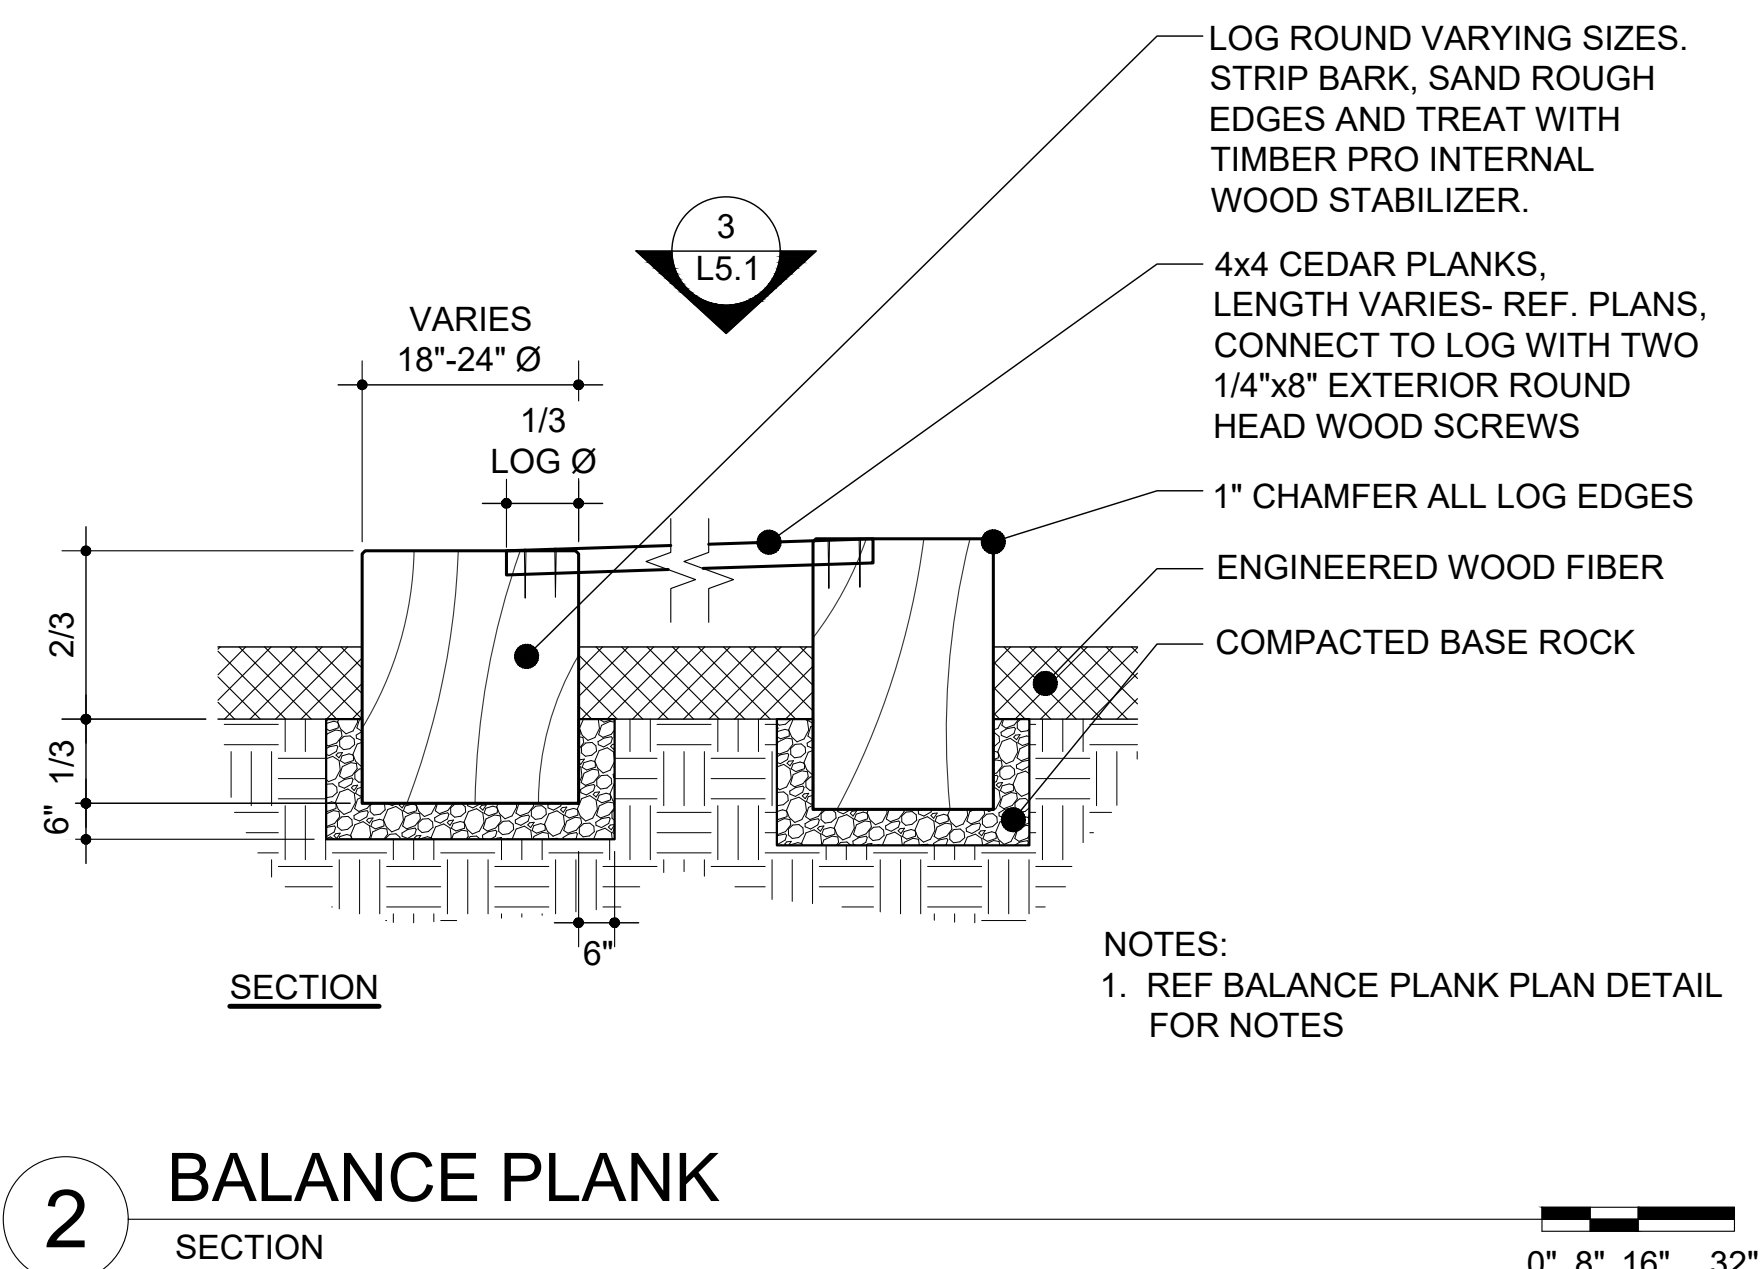 LOG ROUND VARYING SIZES.
STRIP BARK, SAND ROUGH
EDGES AND TREAT WITH
TIMBER PRO INTERNAL
WOOD STABILIZER.
3
L5.1
4x4 CEDAR PLANKS,
LENGTH VARIES- REF. PLANS,
CONNECT TO LOG WITH TWO
1/4"x8" EXTERIOR ROUND
HEAD WOOD SCREWS
VARIES
18"-24" Ø
1/3
LOG Ø
1" CHAMFER ALL LOG EDGES
ENGINEERED WOOD FIBER
COMPACTED BASE ROCK
2/3
1/3
6"
6"
SECTION
NOTES:
1. REF BALANCE PLANK PLAN DETAIL
FOR NOTES
2
BALANCE PLANK
SECTION
0" 8" 16" 32"